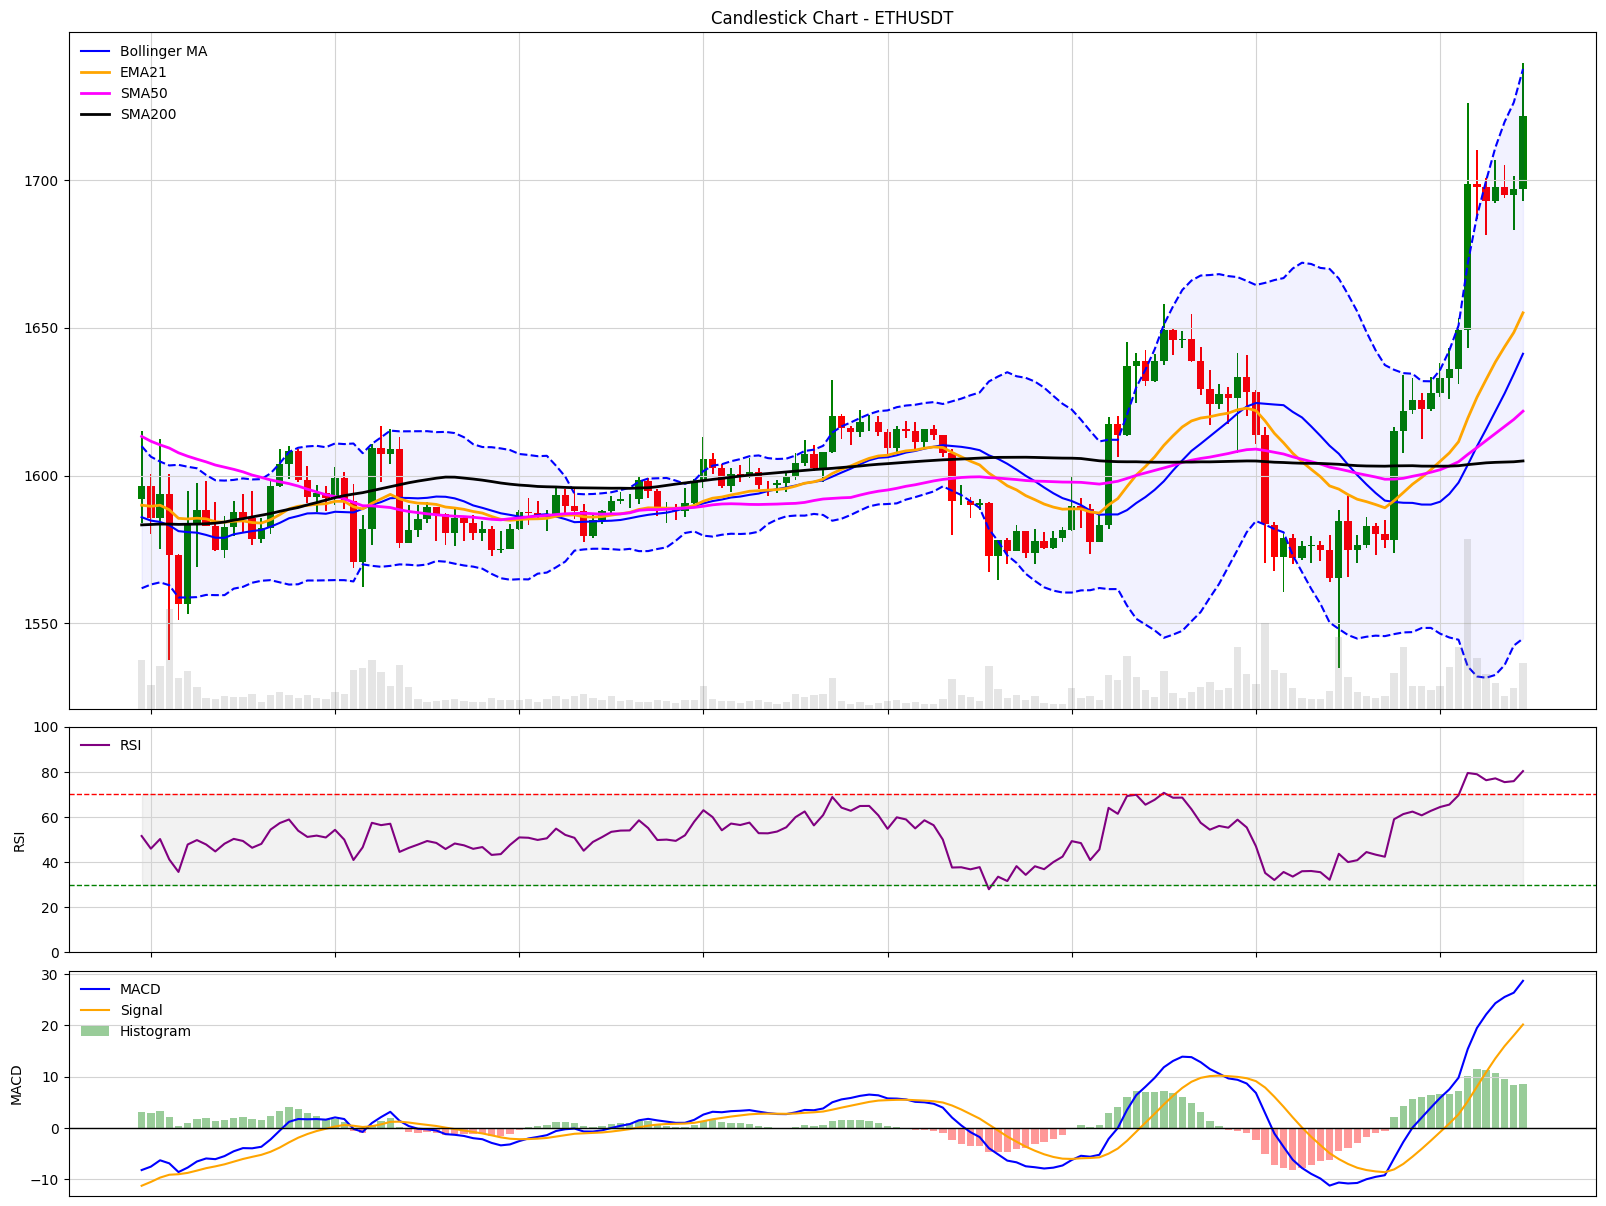 Candlestick Chart - ETHUSDT
Bollinger MA
EMA21
SMA50
SMA200
1700
1650
1600
1550
RSI
100
80
60
40
20
0
RSI
MACD
Signal
Histogram
30
20
10
0
−10
MACD